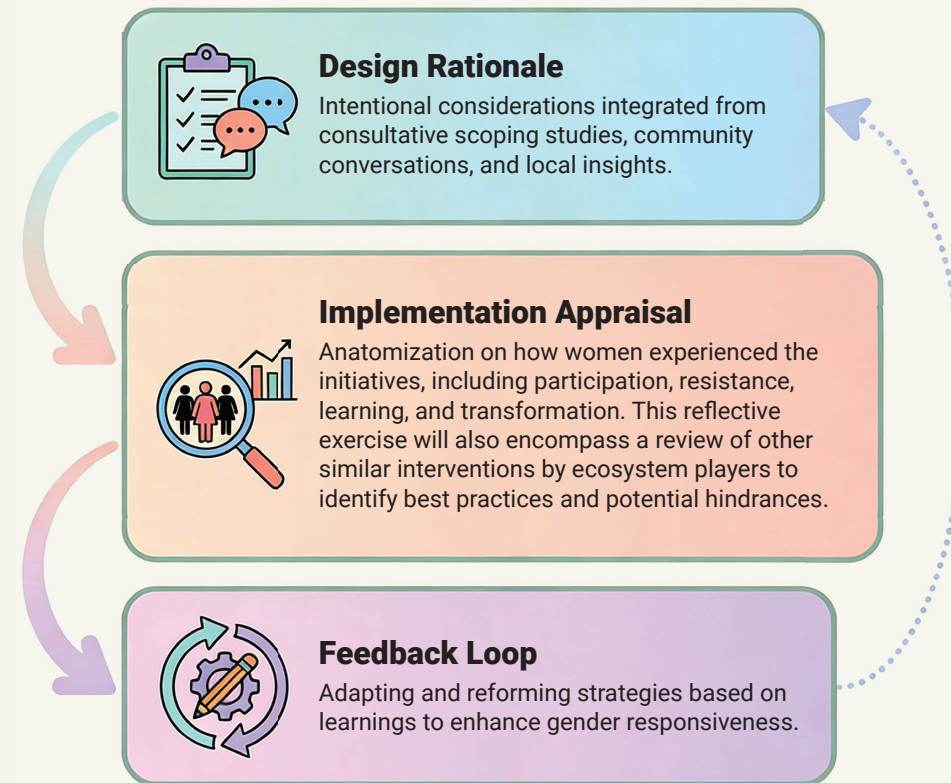 Design Rationale
Intentional considerations integrated from
consultative scoping studies, community
conversations, and local insights.
Implementation Appraisal
Anatomization on how women experienced the
initiatives, including participation, resistance,
learning, and transformation. This reflective
exercise will also encompass a review of other
similar interventions by ecosystem players to
identify best practices and potential hindrances.
Feedback Loop
Adapting and reforming strategies based on
learnings to enhance gender responsiveness.